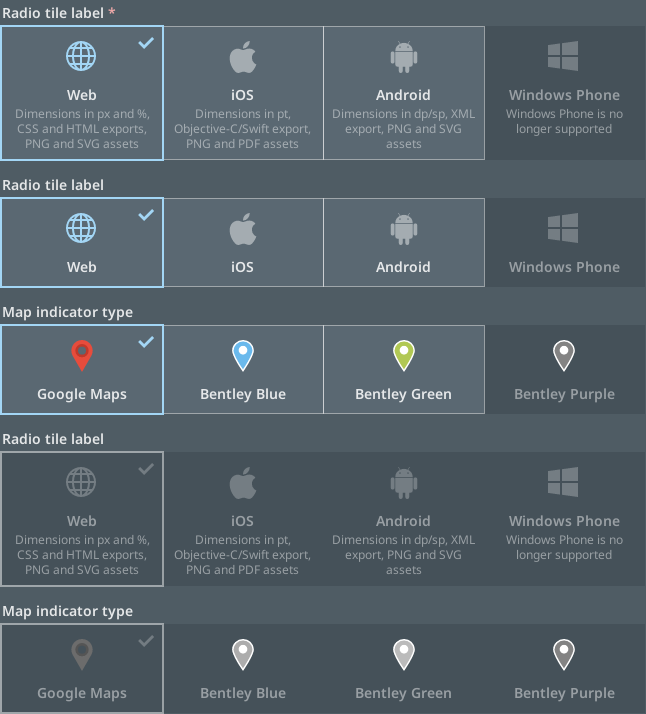 Radio tile label *
Web
Dimensions in px and %,
CSS and HTML exports,
PNG and SVG assets
iOS
Dimensions in pt,
Objective-C/Swift export,
PNG and PDF assets
Android
Dimensions in dp/sp, XML
export, PNG and SVG
assets
Windows Phone
Windows Phone is no
longer supported
Radio tile label
Web
iOS
Android
Windows Phone
Map indicator type
Google Maps
Bentley Blue
Bentley Green
Bentley Purple
Radio tile label
Web
Dimensions in px and %,
CSS and HTML exports,
PNG and SVG assets
iOS
Dimensions in pt,
Objective-C/Swift export,
PNG and PDF assets
Android
Dimensions in dp/sp, XML
export, PNG and SVG
assets
Windows Phone
Windows Phone is no
longer supported
Map indicator type
Google Maps
Bentley Blue
Bentley Green
Bentley Purple